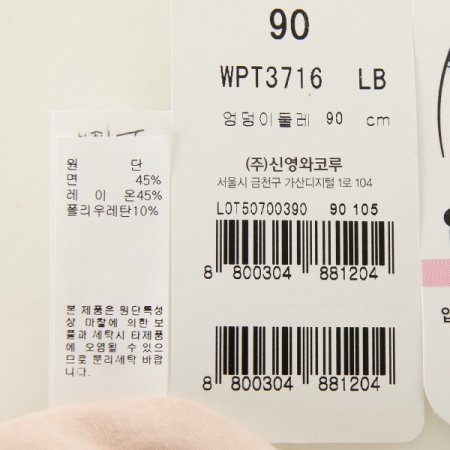 90
WPT3716 LB
엉덩이둘레 90 cm
(주)신영와코루
서울시 금천구 가산디지털 1로 104
LOT50700390 90 105
8 800304 881204
8 800304 881204
원 단
면 45%
레 이 온45%
폴리우레탄10%
본 제품은 원단특성
상 마찰에 의한 보
풀과 세탁시 타제품
에 오염될 수 있으
므로 분리세탁 바랍
니다.